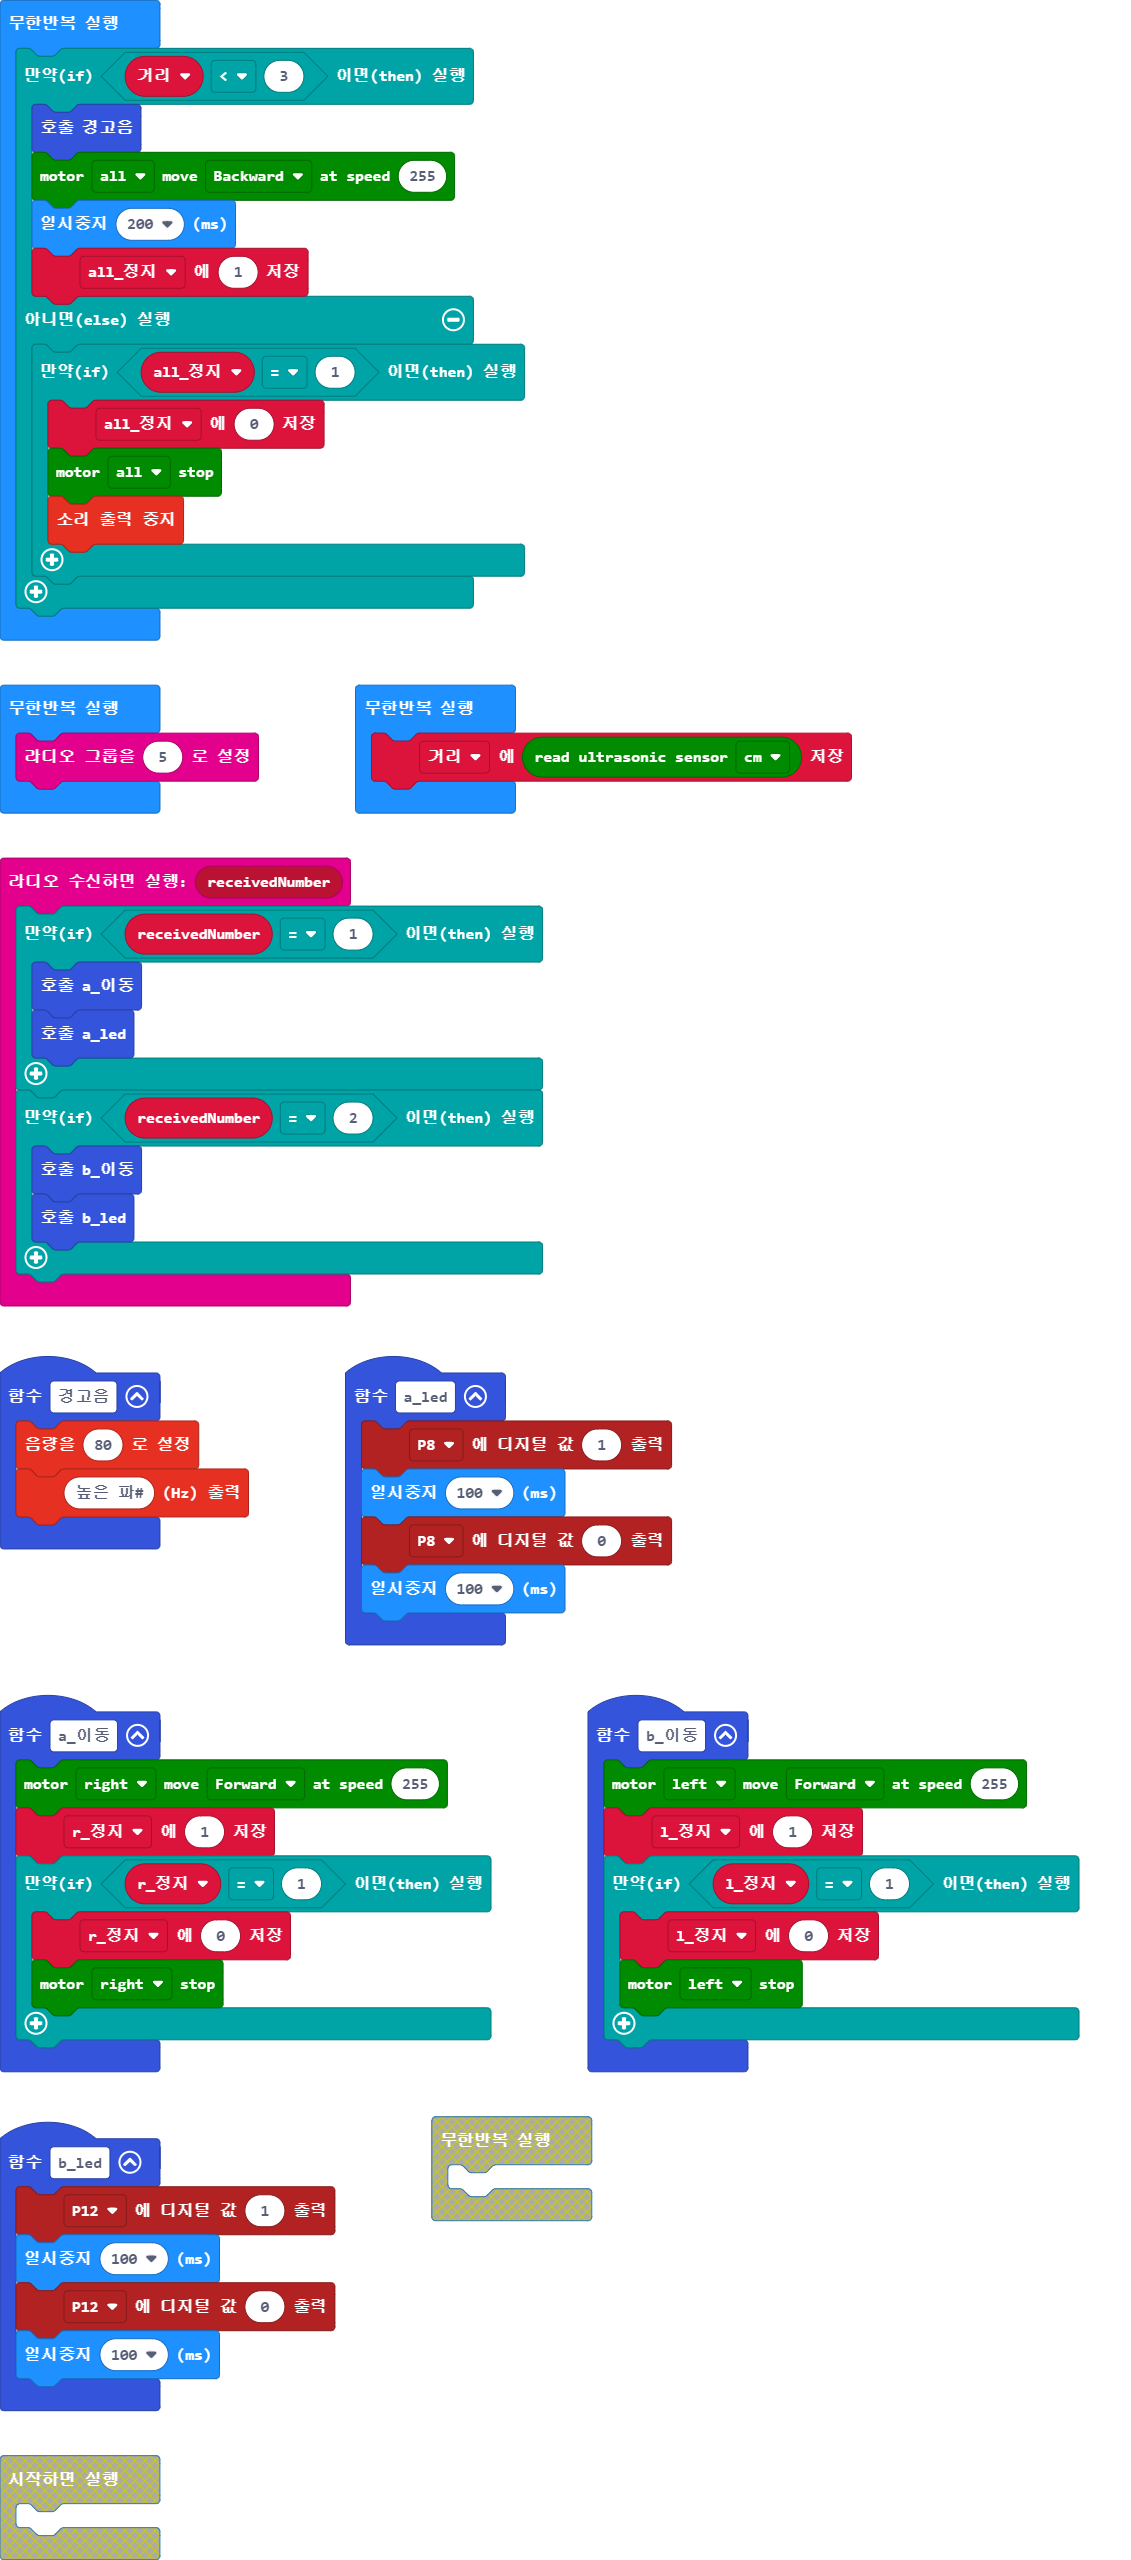 무한반복 실행
만약(if) 거리 < 3 이면(then) 실행
호출 경고음
motor all move Backward at speed 255
일시중지 200 (ms)
all_정지 에 1 저장
아니면(else) 실행
만약(if) all_정지 = 1 이면(then) 실행
all_정지 에 0 저장
motor all stop
소리 출력 중지
무한반복 실행
라디오 그룹을 5 로 설정
무한반복 실행
거리 에 read ultrasonic sensor cm 저장
라디오 수신하면 실행: receivedNumber
만약(if) receivedNumber = 1 이면(then) 실행
호출 a_이동
호출 a_led
만약(if) receivedNumber = 2 이면(then) 실행
호출 b_이동
호출 b_led
함수 경고음
음량을 80 로 설정
높은 파# (Hz) 출력
함수 a_led
P8 에 디지털 값 1 출력
일시중지 100 (ms)
P8 에 디지털 값 0 출력
일시중지 100 (ms)
함수 a_이동
motor right move Forward at speed 255
r_정지 에 1 저장
만약(if) r_정지 = 1 이면(then) 실행
r_정지 에 0 저장
motor right stop
함수 b_이동
motor left move Forward at speed 255
l_정지 에 1 저장
만약(if) l_정지 = 1 이면(then) 실행
l_정지 에 0 저장
motor left stop
함수 b_led
P12 에 디지털 값 1 출력
일시중지 100 (ms)
P12 에 디지털 값 0 출력
일시중지 100 (ms)
무한반복 실행
시작하면 실행